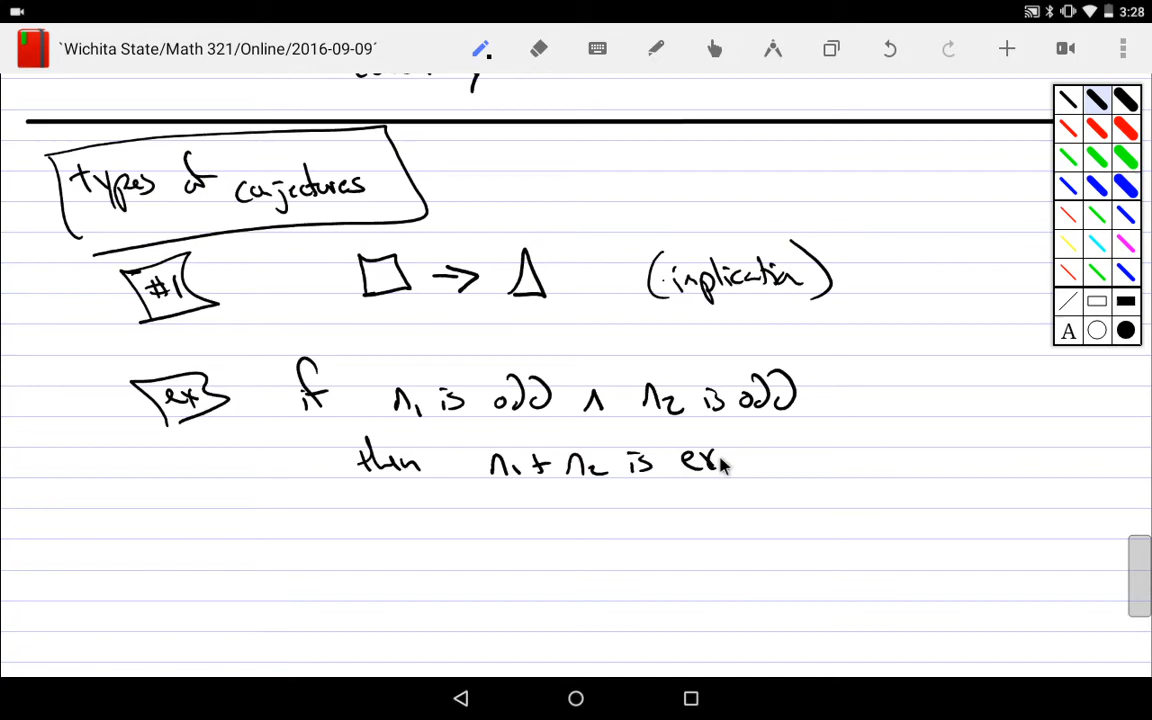 3:28
`Wichita State/Math 321/Online/2016-09-09´
types of conjectures
#1 □ → Δ (implication)
ex if n₁ is odd ∧ n₂ is odd
then n₁ + n₂ is ev
A